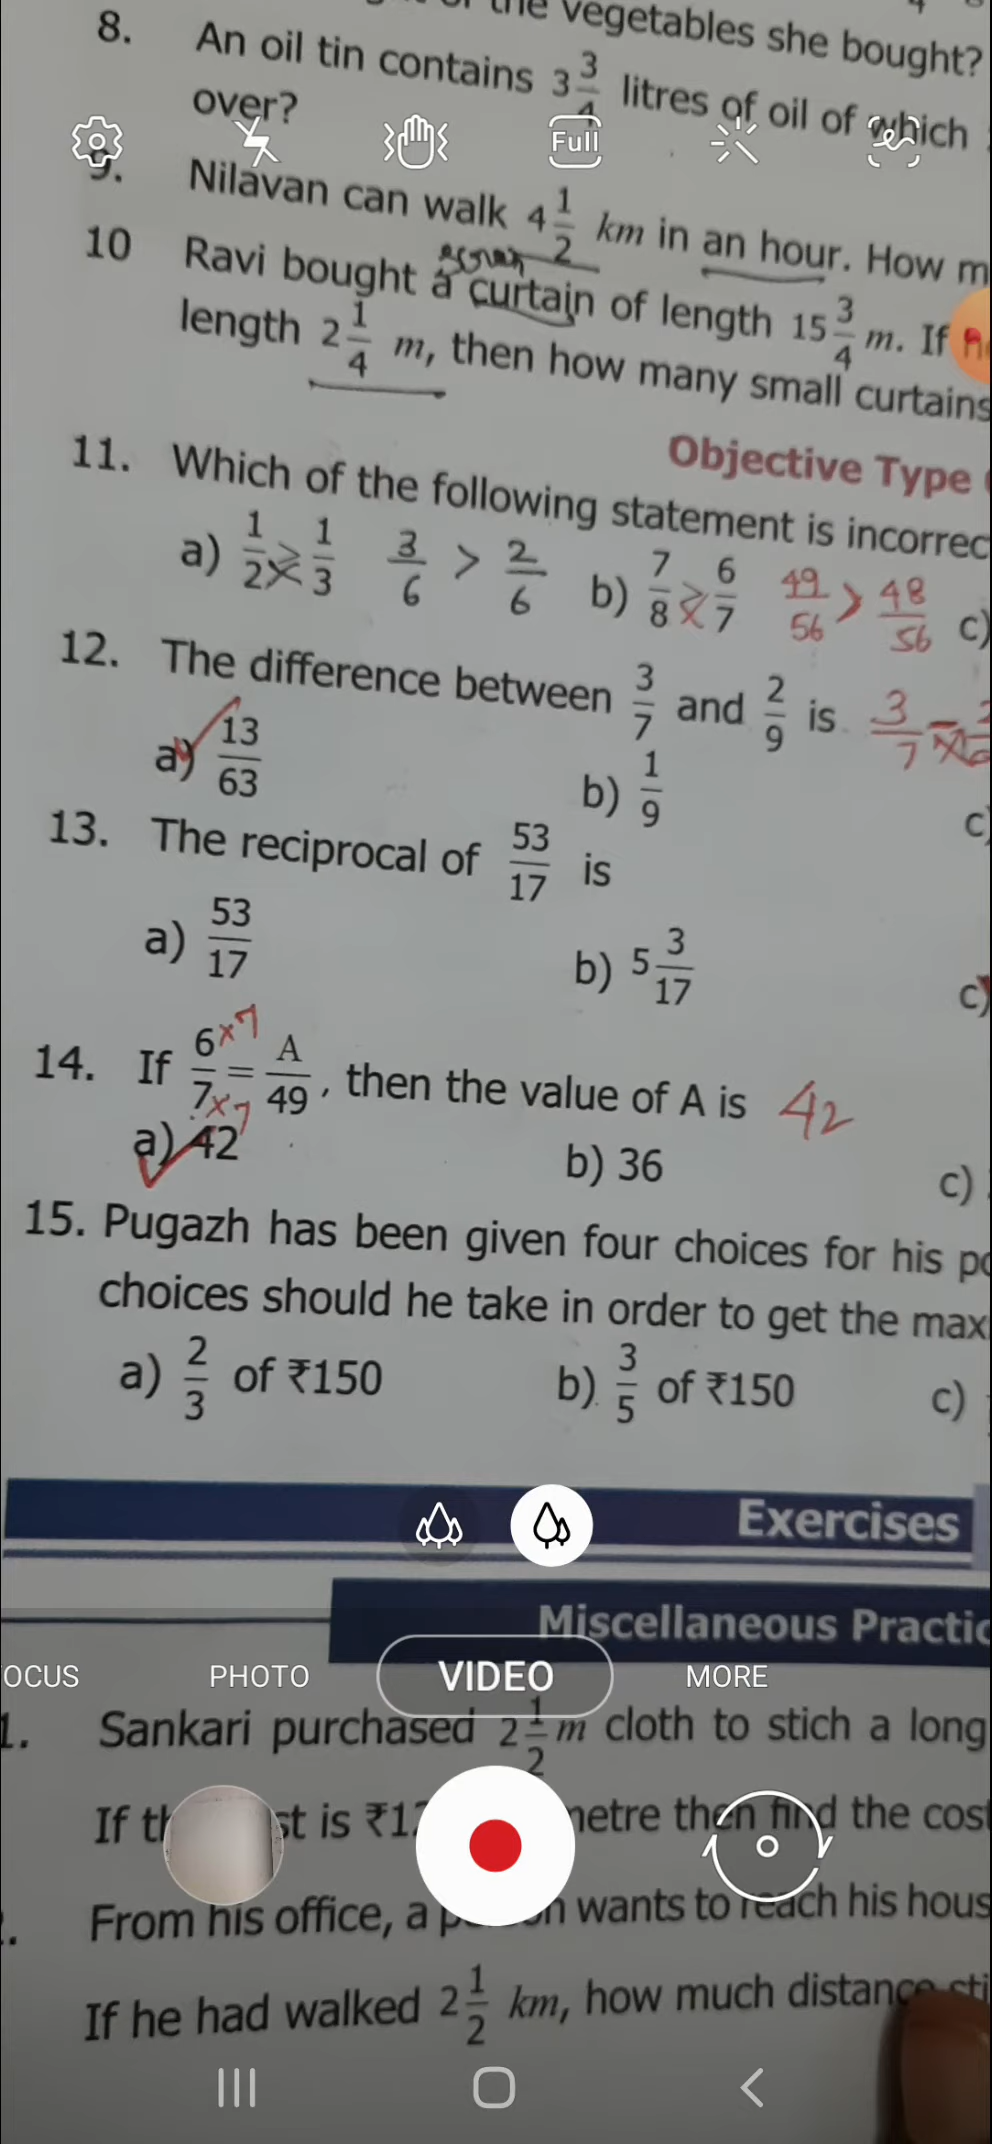 the vegetables she bought?
8. An oil tin contains 3 3/4 litres of oil of which
over?
Full
9. Nilavan can walk 4 1/2 km in an hour. How m
10 Ravi bought a curtain of length 15 3/4 m. If
length 2 1/4 m, then how many small curtains
Objective Type
11. Which of the following statement is incorrec
a) 1/2 > 1/3 3/6 > 2/6 b) 7/8 > 6/7 49/56 > 48/56 c)
12. The difference between 3/7 and 2/9 is 3/7 -
a) 13/63 b) 1/9 c)
13. The reciprocal of 53/17 is
a) 53/17 b) 5 3/17 c)
14. If 6×7/7×7 = A/49, then the value of A is 42
a) 42 b) 36 c)
15. Pugazh has been given four choices for his po
choices should he take in order to get the max
a) 2/3 of ₹150 b) 3/5 of ₹150 c)
Exercises
Miscellaneous Practic
OCUS PHOTO VIDEO MORE
1. Sankari purchased 2 1/2 m cloth to stich a long
If th st is ₹1 metre then find the cost
From his office, a wants to reach his hous
If he had walked 2 1/2 km, how much distance sti